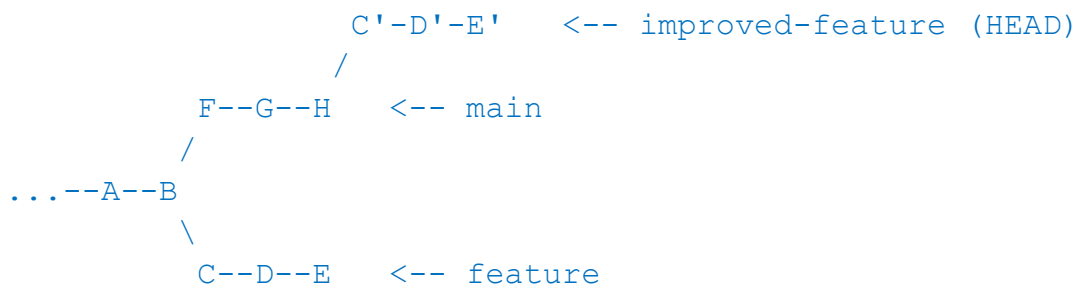 C'-D'-E' <-- improved-feature (HEAD)
/
F--G--H <-- main
/
...--A--B
\
C--D--E <-- feature